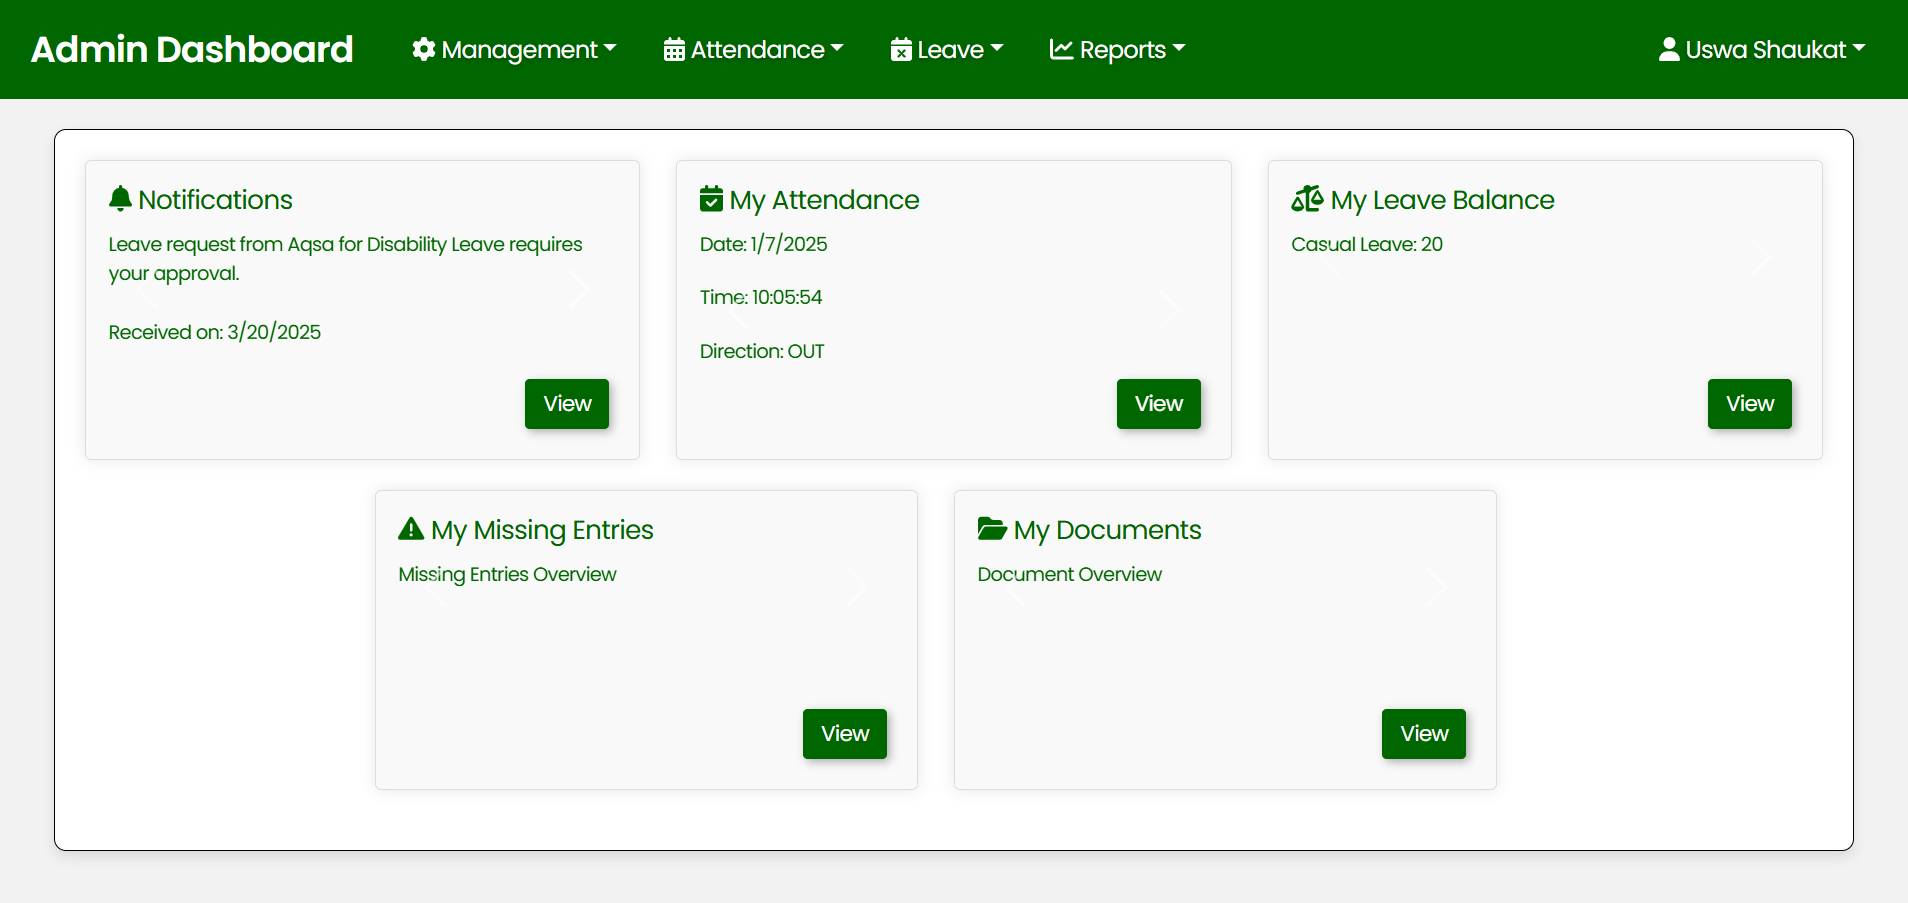 Admin Dashboard
Management
Attendance
Leave
Reports
Uswa Shaukat
Notifications
Leave request from Aqsa for Disability Leave requires
your approval.
Received on: 3/20/2025
View
My Attendance
Date: 1/7/2025
Time: 10:05:54
Direction: OUT
View
My Leave Balance
Casual Leave: 20
View
My Missing Entries
Missing Entries Overview
View
My Documents
Document Overview
View